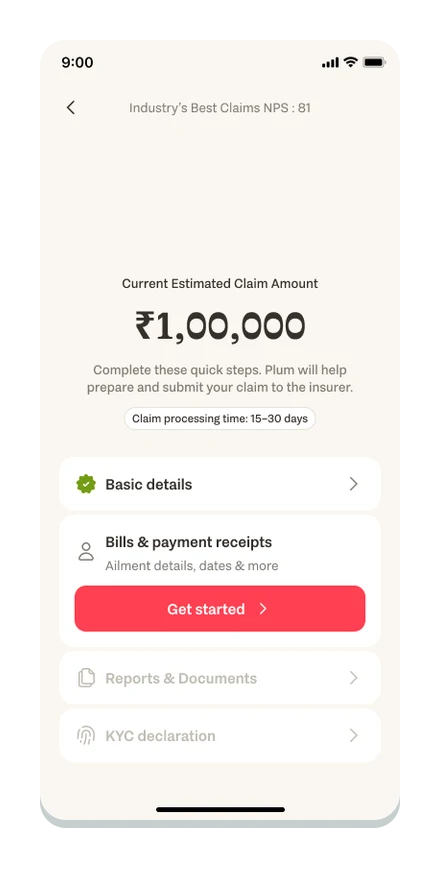 9:00
Industry's Best Claims NPS : 81
Current Estimated Claim Amount
₹1,00,000
Complete these quick steps. Plum will help
prepare and submit your claim to the insurer.
Claim processing time: 15–30 days
Basic details
Bills & payment receipts
Ailment details, dates & more
Get started
Reports & Documents
KYC declaration